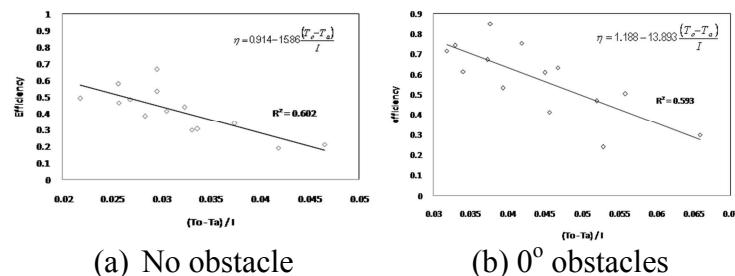 1
0.9
0.8
0.7
0.6
0.5
0.4
0.3
0.2
0.1
0
Efficiency
η=0.914−1586 (To−Ta)/I
R² = 0.602
0.02 0.025 0.03 0.035 0.04 0.045 0.05
(To-Ta)/I
(a) No obstacle
0.9
0.8
0.7
0.6
0.5
0.4
0.3
0.2
0.1
0
efficiency
η=1.188−13.893 (To−Ta)/I
R² = 0.593
0.03 0.035 0.04 0.045 0.05 0.055 0.06 0.065
(To-Ta)/I
(b) 0° obstacles